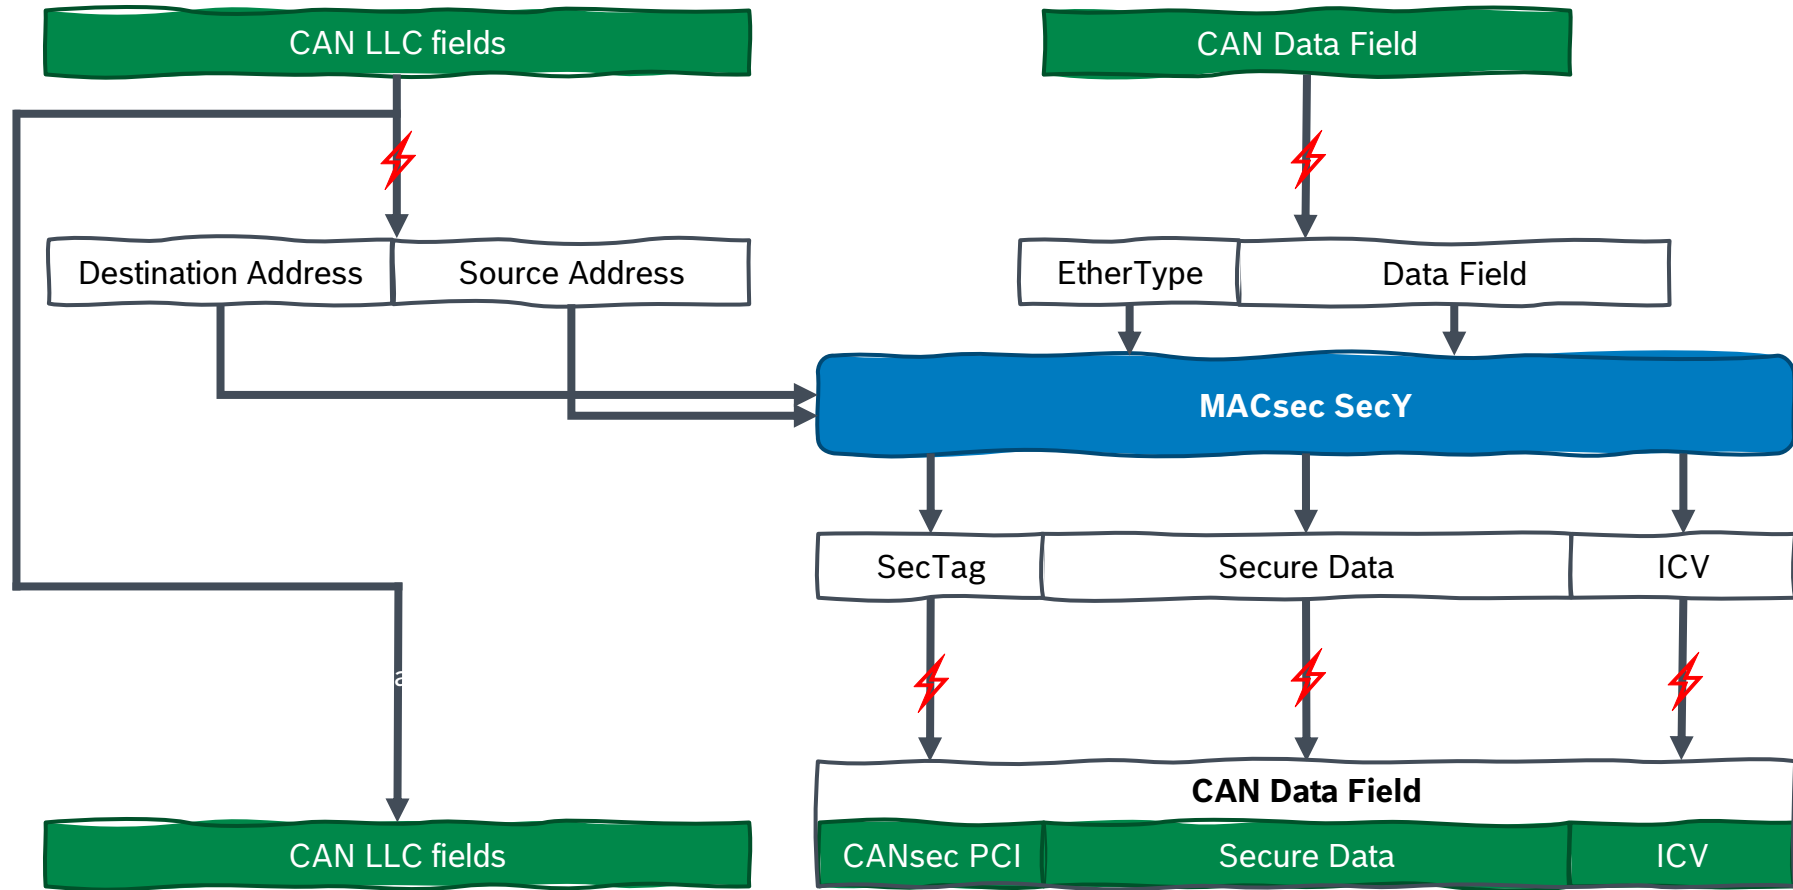 CAN LLC fields
CAN Data Field
Destination Address
Source Address
EtherType
Data Field
MACsec SecY
SecTag
Secure Data
ICV
a
CAN Data Field
CAN LLC fields
CANsec PCI
Secure Data
ICV